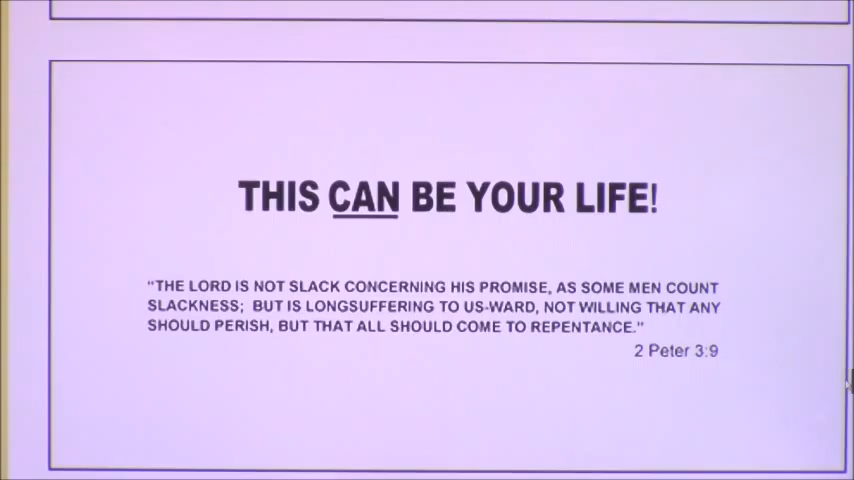 THIS CAN BE YOUR LIFE!
"THE LORD IS NOT SLACK CONCERNING HIS PROMISE, AS SOME MEN COUNT
SLACKNESS; BUT IS LONGSUFFERING TO US-WARD, NOT WILLING THAT ANY
SHOULD PERISH, BUT THAT ALL SHOULD COME TO REPENTANCE."
2 Peter 3:9